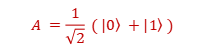 A = 1/√2 ( |0⟩ + |1⟩ )